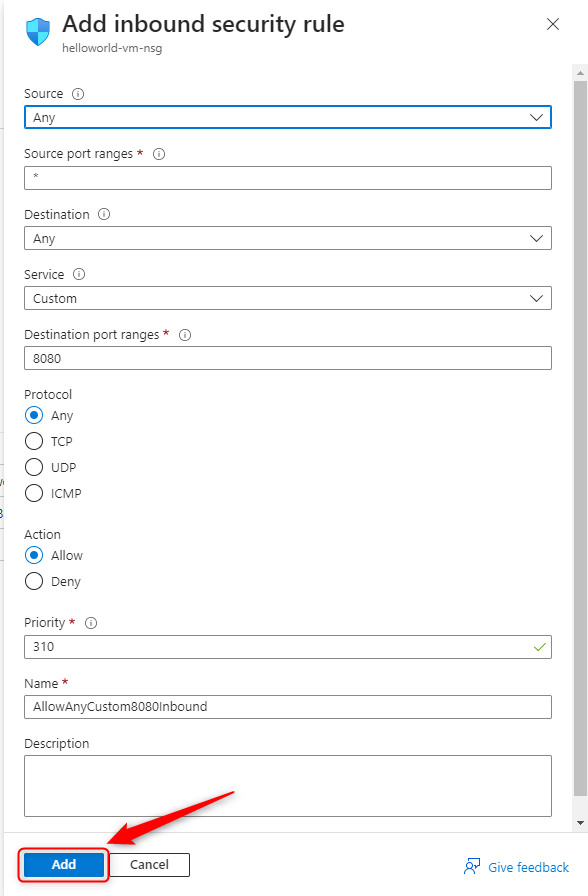 Add inbound security rule
helloworld-vm-nsg
Source
Any
Source port ranges *
*
Destination
Any
Service
Custom
Destination port ranges *
8080
Protocol
Any
TCP
UDP
ICMP
Action
Allow
Deny
Priority *
310
Name *
AllowAnyCustom8080Inbound
Description
Add Cancel Give feedback